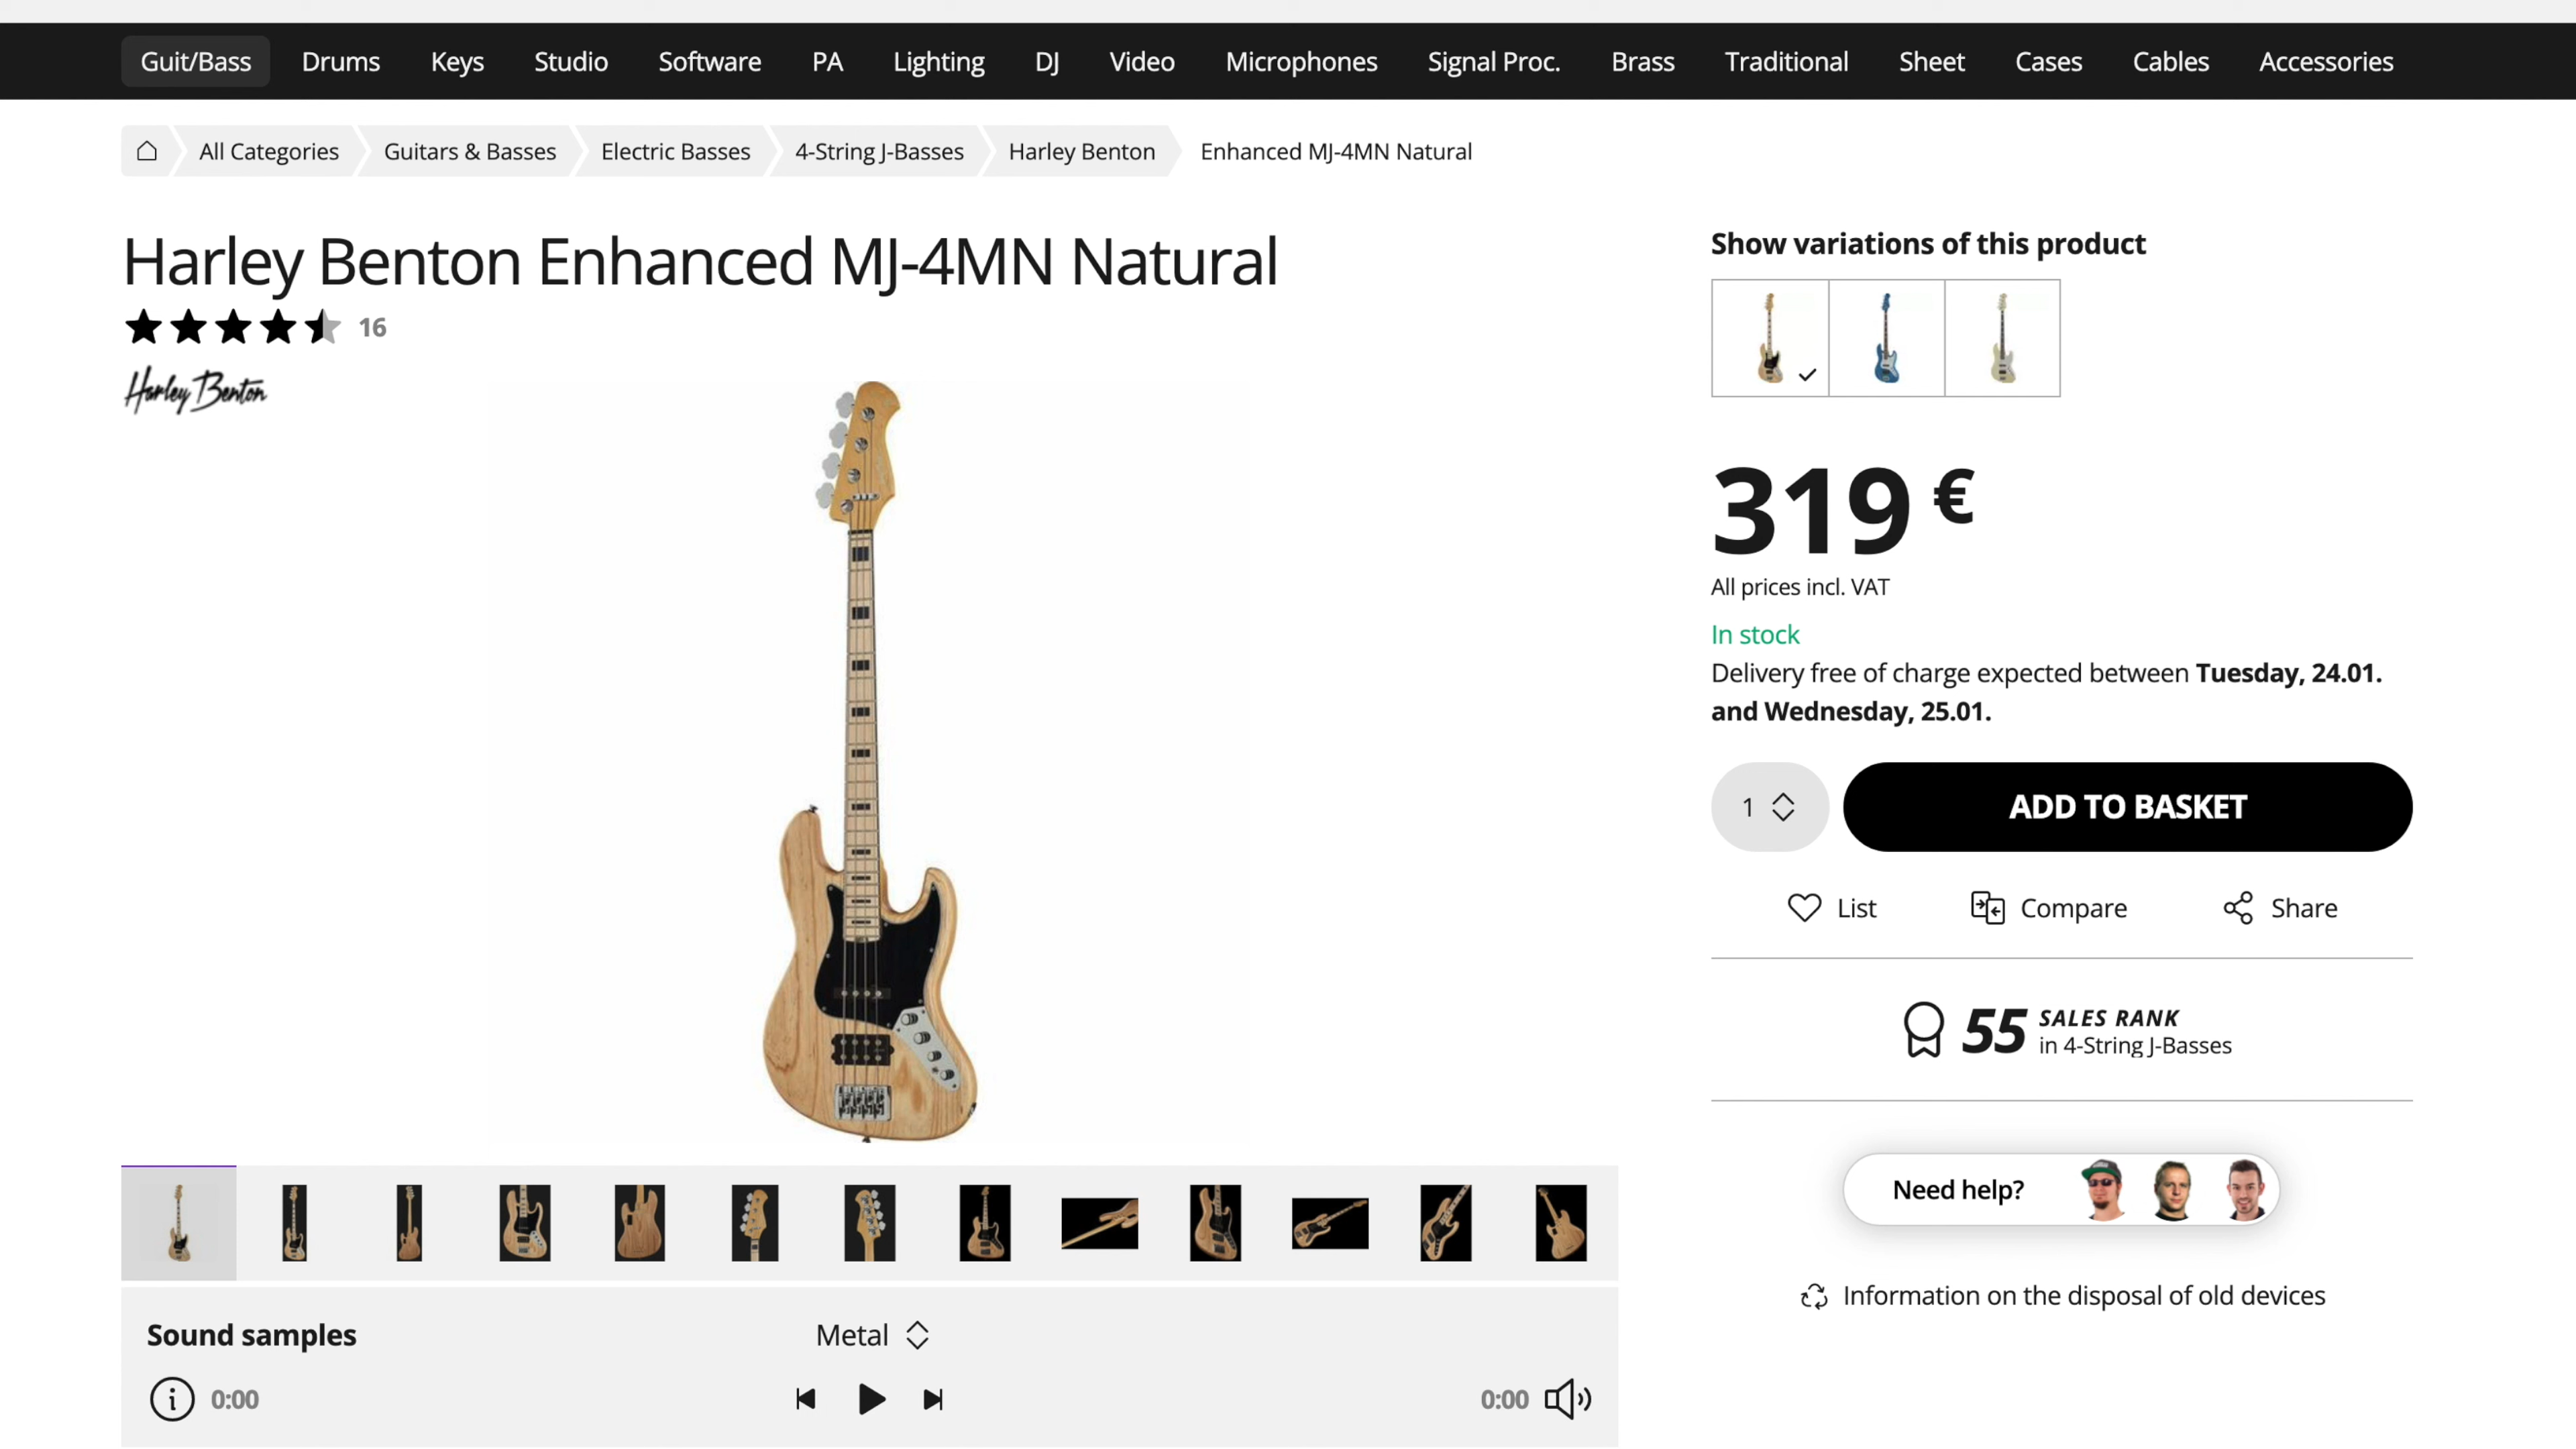 Guit/Bass Drums Keys Studio Software PA Lighting DJ Video Microphones Signal Proc. Brass Traditional Sheet Cases Cables Accessories
All Categories Guitars & Basses Electric Basses 4-String J-Basses Harley Benton Enhanced MJ-4MN Natural
Harley Benton Enhanced MJ-4MN Natural
16
Harley Benton
Show variations of this product
319 €
All prices incl. VAT
In stock
Delivery free of charge expected between Tuesday, 24.01.
and Wednesday, 25.01.
1 ADD TO BASKET
List Compare Share
55 SALES RANK
in 4-String J-Basses
Need help?
Information on the disposal of old devices
Sound samples Metal
0:00 0:00